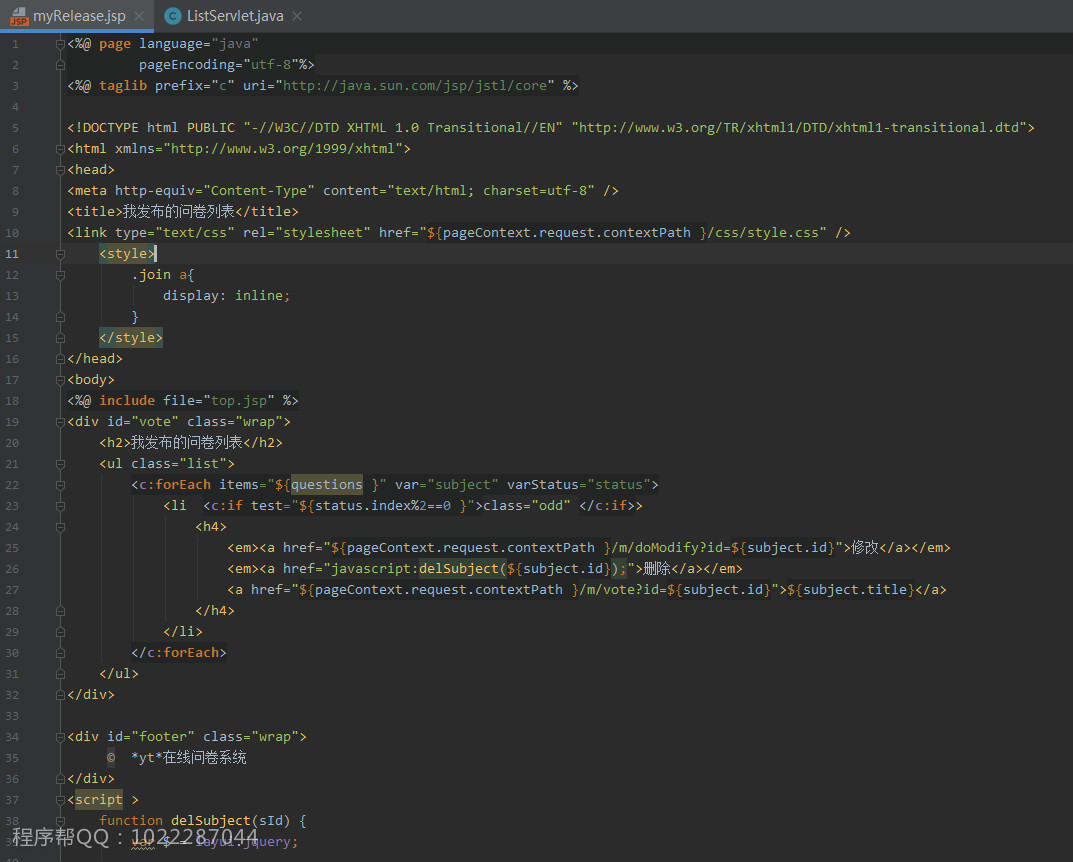 myRelease.jsp ListServlet.java
1 <%@ page language="java"
2 pageEncoding="utf-8"%>
3 <%@ taglib prefix="c" uri="http://java.sun.com/jsp/jstl/core" %>
4
5 <!DOCTYPE html PUBLIC "-//W3C//DTD XHTML 1.0 Transitional//EN" "http://www.w3.org/TR/xhtml1/DTD/xhtml1-transitional.dtd">
6 <html xmlns="http://www.w3.org/1999/xhtml">
7 <head>
8 <meta http-equiv="Content-Type" content="text/html; charset=utf-8" />
9 <title>我发布的问卷列表</title>
10 <link type="text/css" rel="stylesheet" href="${pageContext.request.contextPath }/css/style.css" />
11 <style>
12 .join a{
13 display: inline;
14 }
15 </style>
16 </head>
17 <body>
18 <%@ include file="top.jsp" %>
19 <div id="vote" class="wrap">
20 <h2>我发布的问卷列表</h2>
21 <ul class="list">
22 <c:forEach items="${questions }" var="subject" varStatus="status">
23 <li <c:if test="${status.index%2==0 }">class="odd" </c:if>>
24 <h4>
25 <em><a href="${pageContext.request.contextPath }/m/doModify?id=${subject.id}">修改</a></em>
26 <em><a href="javascript:delSubject(${subject.id});">删除</a></em>
27 <a href="${pageContext.request.contextPath }/m/vote?id=${subject.id}">${subject.title}</a>
28 </h4>
29 </li>
30 </c:forEach>
31 </ul>
32 </div>
33
34 <div id="footer" class="wrap">
35 © *yt*在线问卷系统
36 </div>
37 <script >
38 function delSubject(sId) {
var $ = layui.jquery;
程序帮QQ：1022287044